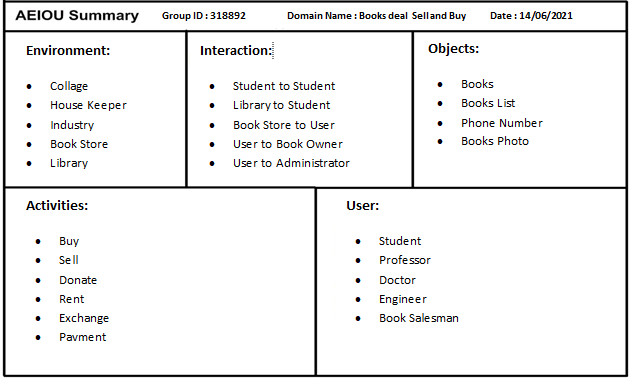 AEIOU Summary Group ID : 318892 Domain Name : Books deal Sell and Buy Date : 14/06/2021
Environment:
• Collage
• House Keeper
• Industry
• Book Store
• Library
Interaction:
• Student to Student
• Library to Student
• Book Store to User
• User to Book Owner
• User to Administrator
Objects:
• Books
• Books List
• Phone Number
• Books Photo
Activities:
• Buy
• Sell
• Donate
• Rent
• Exchange
• Payment
User:
• Student
• Professor
• Doctor
• Engineer
• Book Salesman